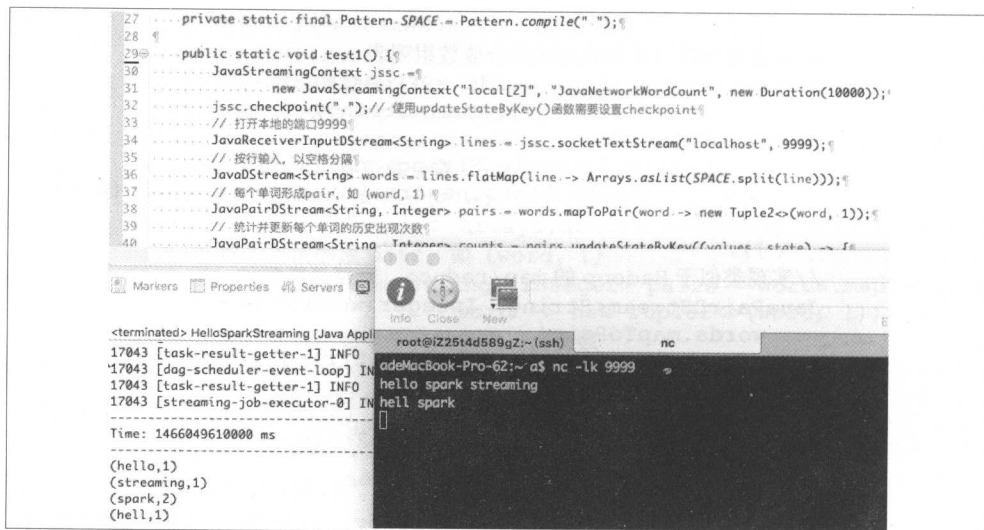 27 private static final Pattern SPACE = Pattern.compile(" ");
28
29 public static void test1() {
30 JavaStreamingContext jssc =
31 new JavaStreamingContext("local[2]", "JavaNetworkWordCount", new Duration(10000));
32 jssc.checkpoint(".");// 使用updateStateByKey()函数需要设置checkpoint
33 // 打开本地的端口9999
34 JavaReceiverInputDStream<String> lines = jssc.socketTextStream("localhost", 9999);
35 // 按行输入，以空格分隔
36 JavaDStream<String> words = lines.flatMap(line -> Arrays.asList(SPACE.split(line)));
37 // 每个单词形成pair，如（word, 1）
38 JavaPairDStream<String, Integer> pairs = words.mapToPair(word -> new Tuple2<>(word, 1));
39 // 统计并更新每个单词的历史出现次数
40 JavaPairDStream<String, Integer> counts = pairs.updateStateByKey((values, state) -> {
Markers Properties Servers
Info Close New
<terminated> HelloSparkStreaming [Java Appli
root@iZ25t4d589gZ:~ (ssh) nc
17043 [task-result-getter-1] INFO
17043 [dag-scheduler-event-loop] IN
17043 [task-result-getter-1] INFO
17043 [streaming-job-executor-0] IN
adeMacBook-Pro-62:~ a$ nc -lk 9999
hello spark streaming
hell spark
-------------------------------------------
Time: 1466049610000 ms
-------------------------------------------
(hello,1)
(streaming,1)
(spark,2)
(hell,1)